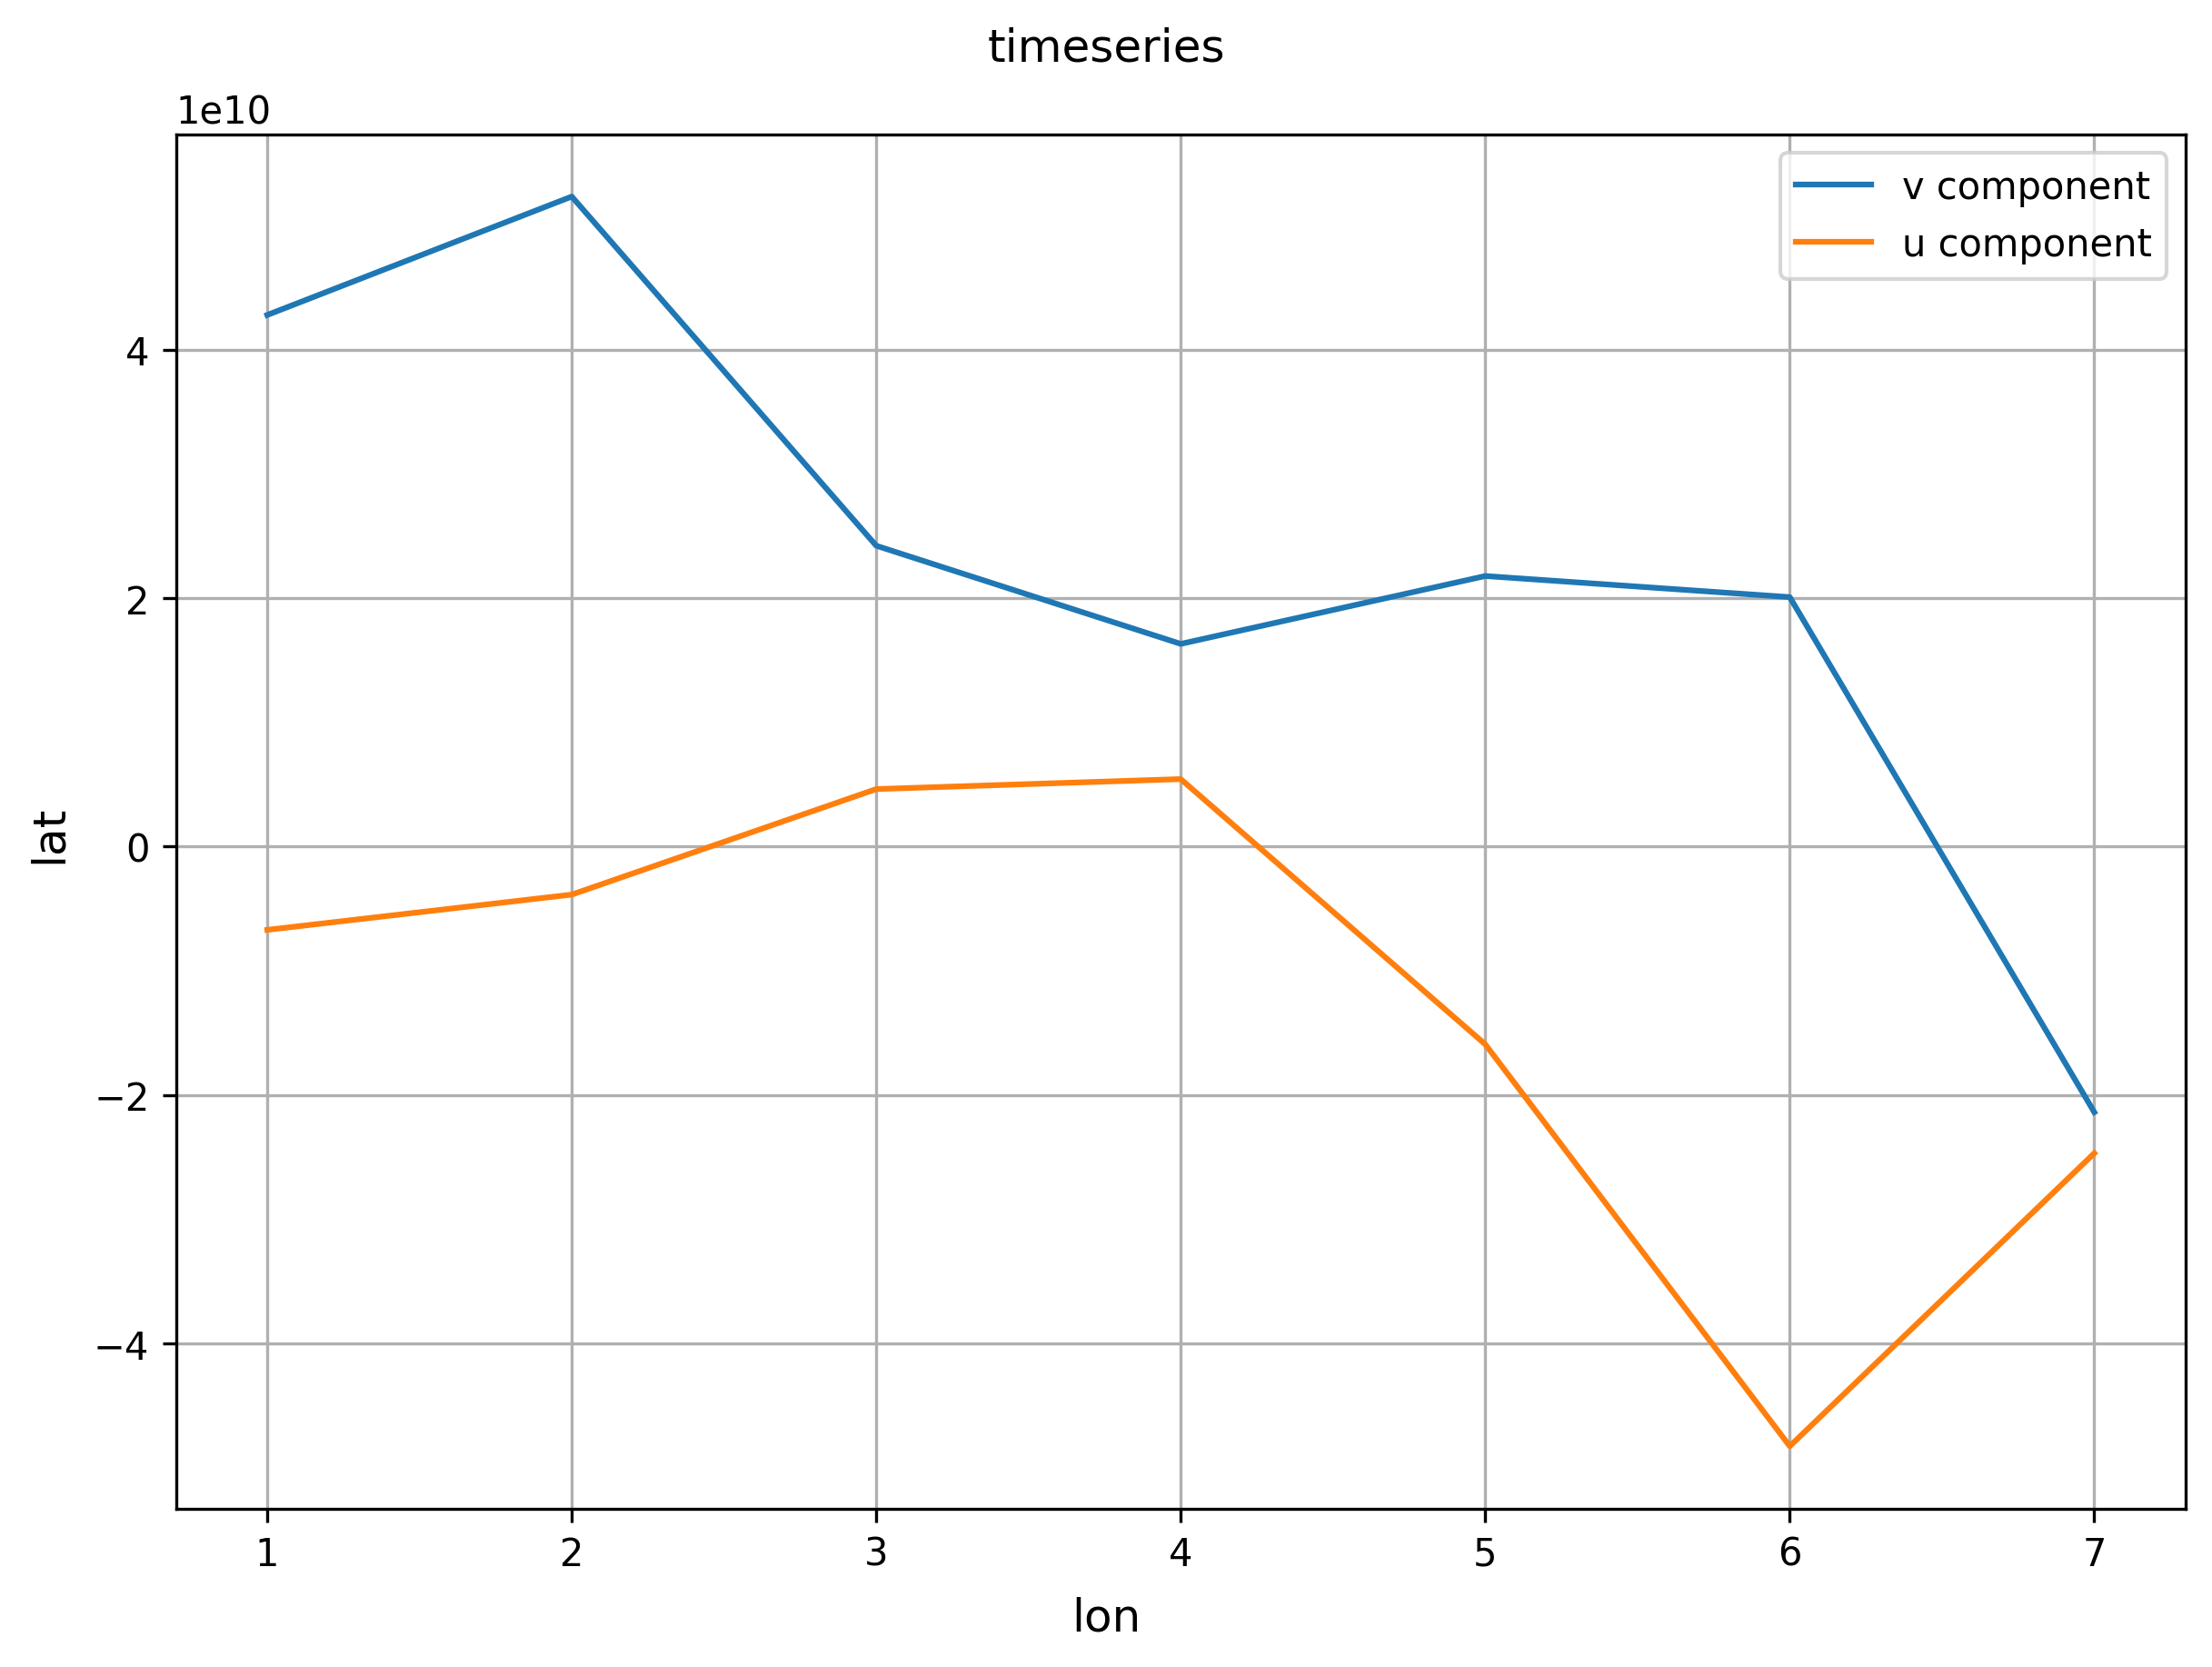 timeseries
1e10
v component
u component
4
2
0
−2
−4
lat
1 2 3 4 5 6 7
lon